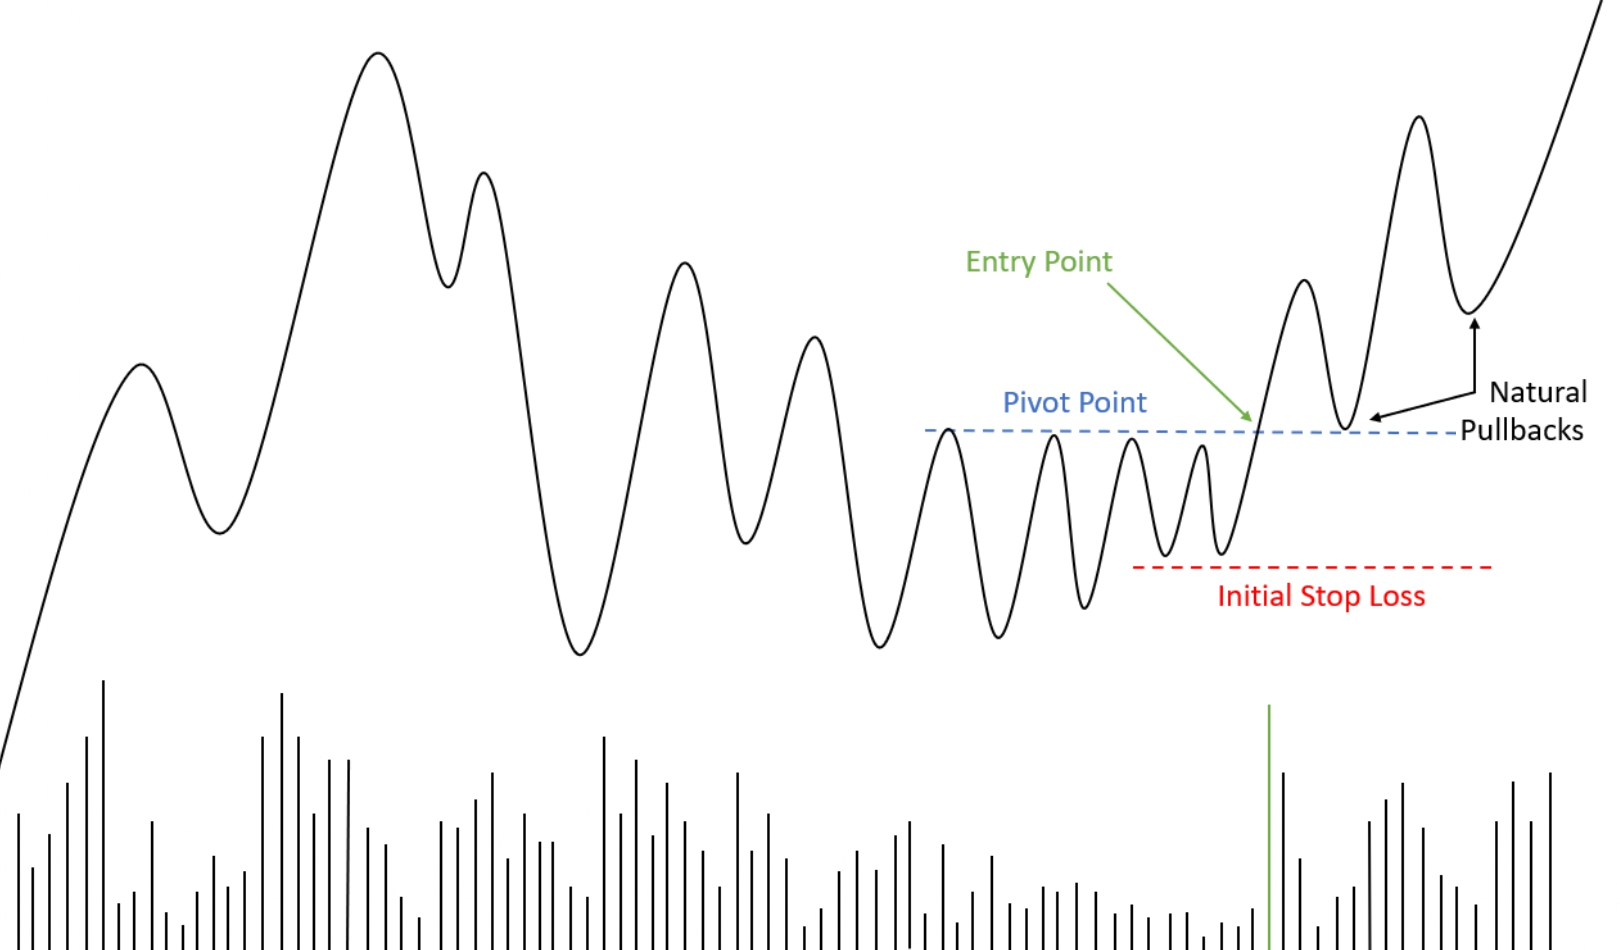 Entry Point
Pivot Point
Natural
Pullbacks
Initial Stop Loss